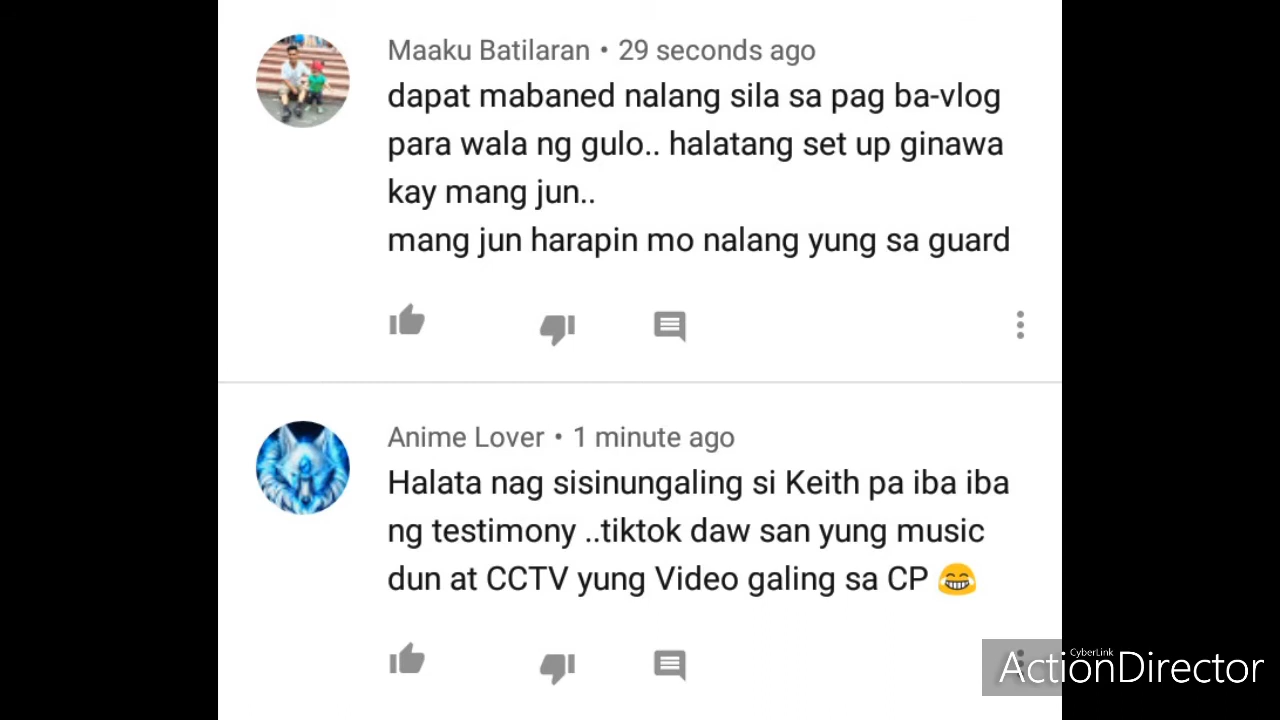 Maaku Batilaran • 29 seconds ago
dapat mabaned nalang sila sa pag ba-vlog
para wala ng gulo.. halatang set up ginawa
kay mang jun..
mang jun harapin mo nalang yung sa guard
Anime Lover • 1 minute ago
Halata nag sisinungaling si Keith pa iba iba
ng testimony ..tiktok daw san yung music
dun at CCTV yung Video galing sa CP 😂
CyberLink
ActionDirector